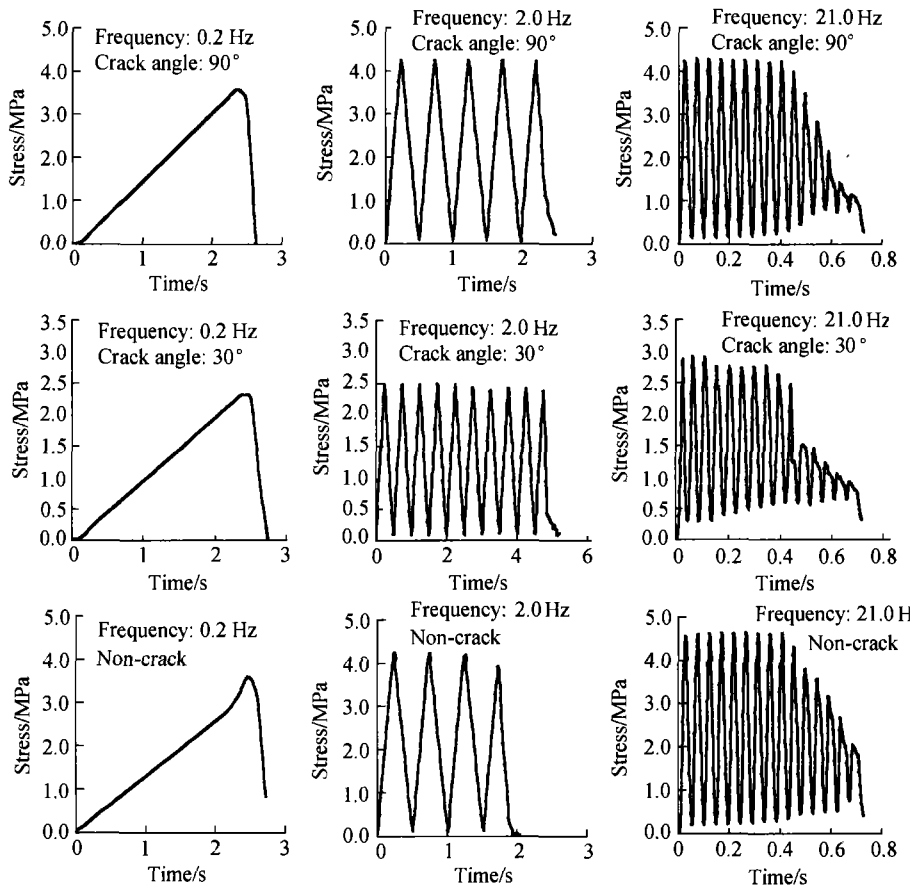 Frequency: 0.2 Hz
Crack angle: 90°
Stress/MPa
5.0
4.0
3.0
2.0
1.0
0.0
0 1 2 3
Time/s
Frequency: 2.0 Hz
Crack angle: 90°
Stress/MPa
5.0
4.0
3.0
2.0
1.0
0.0
0 1 2 3
Time/s
Frequency: 21.0 Hz
Crack angle: 90°
Stress/MPa
5.0
4.0
3.0
2.0
1.0
0.0
0 0.2 0.4 0.6 0.8
Time/s
Frequency: 0.2 Hz
Crack angle: 30°
Stress/MPa
3.5
3.0
2.5
2.0
1.5
1.0
0.5
0.0
0 1 2 3
Time/s
Frequency: 2.0 Hz
Crack angle: 30°
Stress/MPa
3.5
3.0
2.5
2.0
1.5
1.0
0.5
0.0
0 2 4 6
Time/s
Frequency: 21.0 Hz
Crack angle: 30°
Stress/MPa
3.5
3.0
2.5
2.0
1.5
1.0
0.5
0.0
0 0.2 0.4 0.6 0.8
Time/s
Frequency: 0.2 Hz
Non-crack
Stress/MPa
5.0
4.0
3.0
2.0
1.0
0.0
0 1 2 3
Time/s
Frequency: 2.0 Hz
Non-crack
Stress/MPa
5.0
4.0
3.0
2.0
1.0
0.0
0 1 2 3
Time/s
Frequency: 21.0 H
Non-crack
Stress/MPa
5.0
4.0
3.0
2.0
1.0
0.0
0 0.2 0.4 0.6 0.8
Time/s